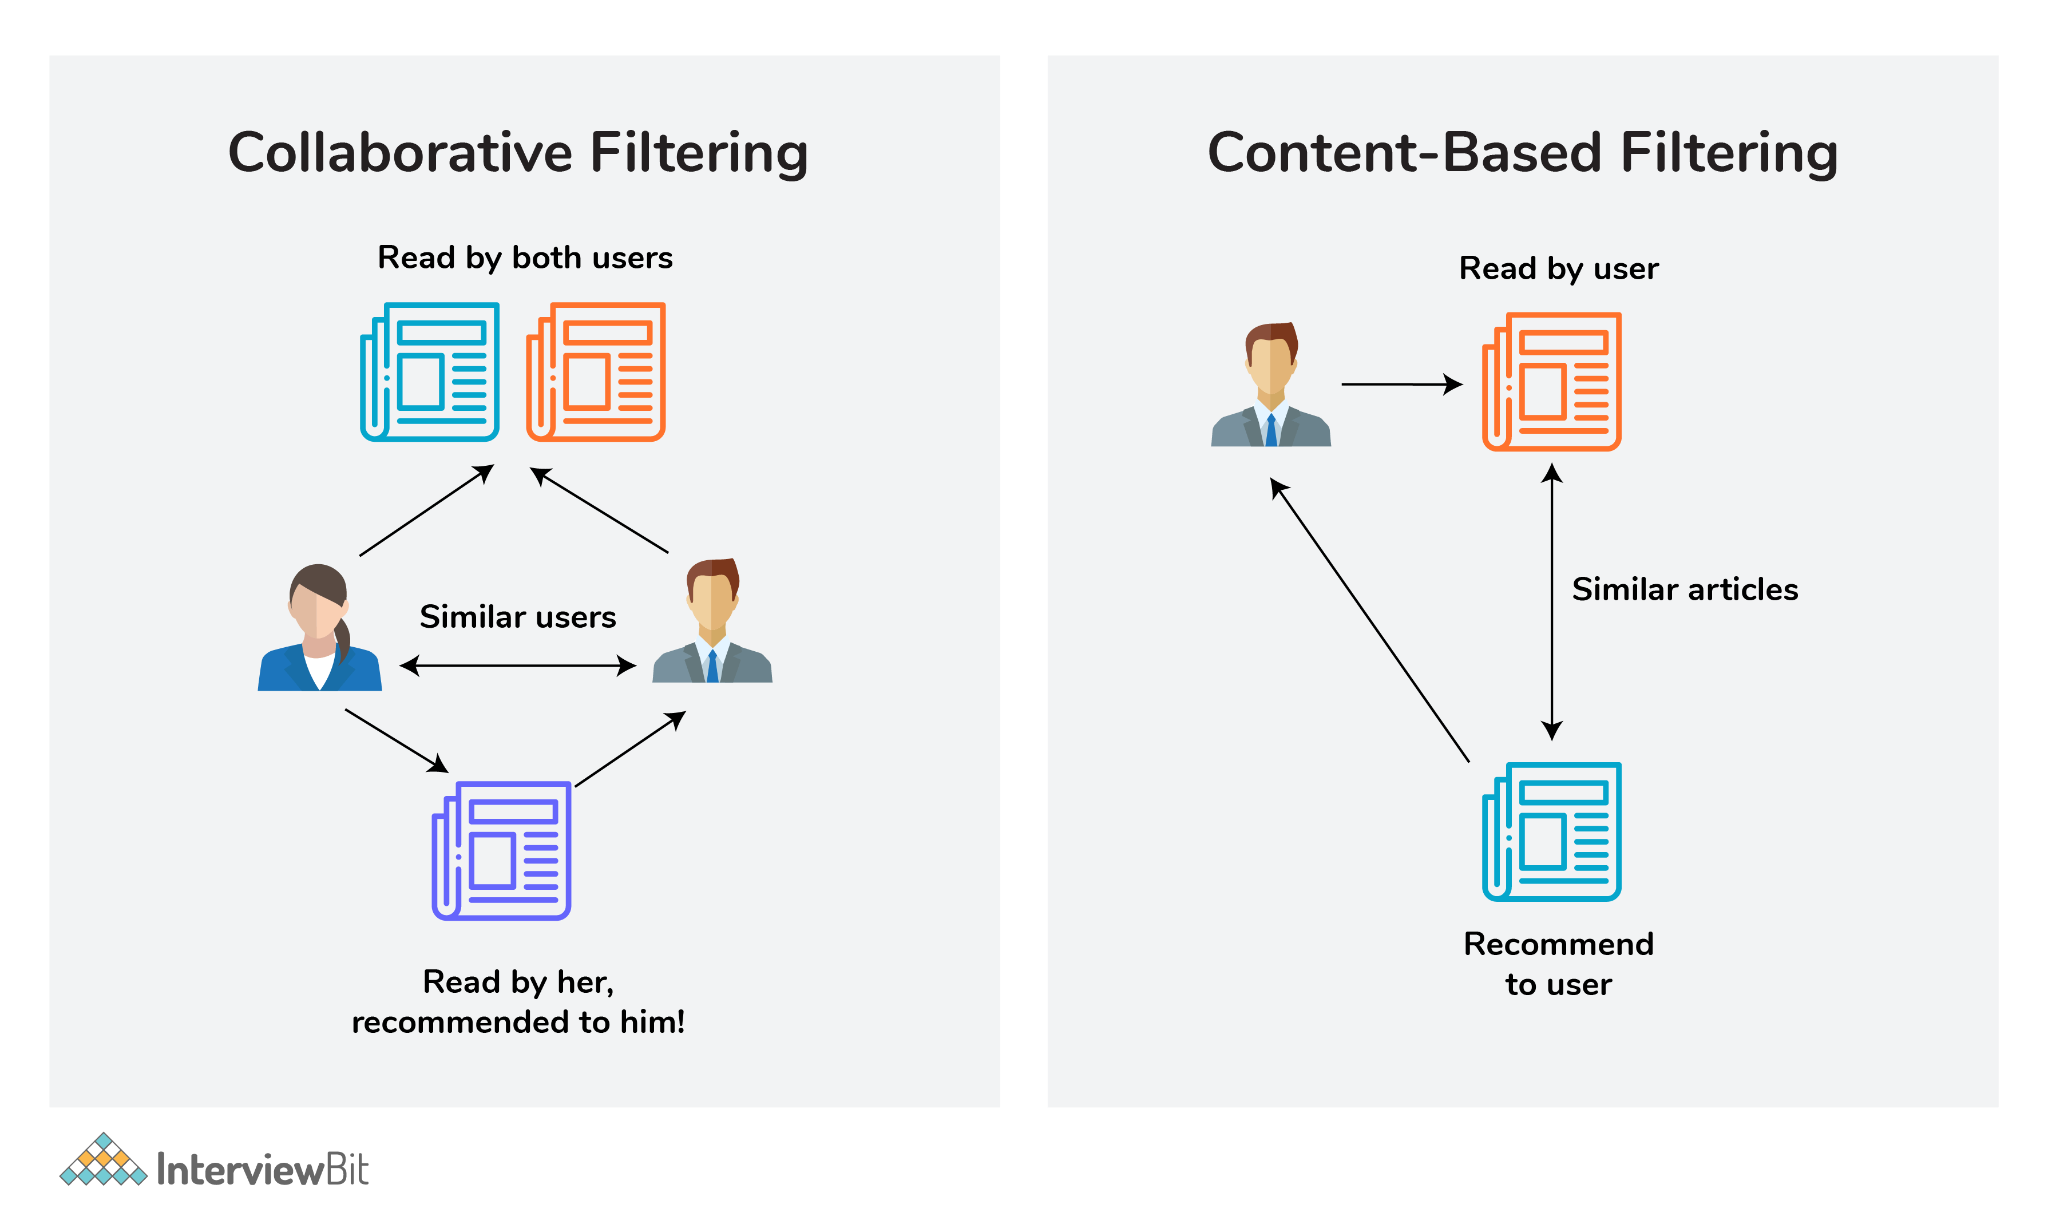 Collaborative Filtering
Read by both users
Similar users
Read by her,
recommended to him!
Content-Based Filtering
Read by user
Similar articles
Recommend
to user
InterviewBit